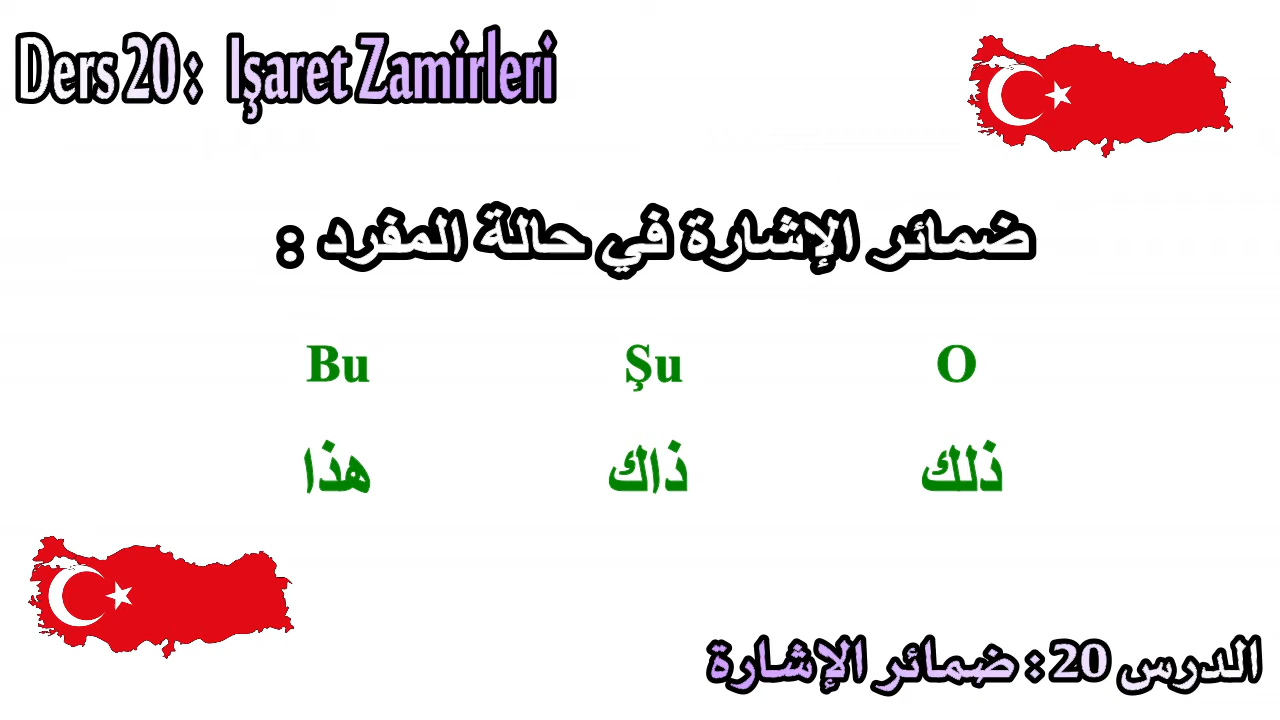 Ders 20 : Işaret Zamirleri
ضمائر الإشارة في حالة المفرد :
Bu Şu O
هذا ذاك ذلك
الدرس 20 : ضمائر الإشارة